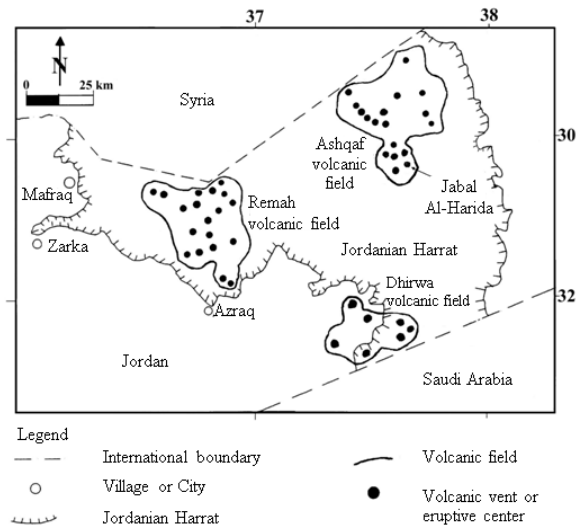 37
38
N
0
25 km
Syria
30
Ashqaf
volcanic
field
Mafraq
Remah
volcanic field
Jabal
Al-Harida
Zarka
Jordanian Harrat
Dhirwa
volcanic field
32
Azraq
Jordan
Saudi Arabia
Legend
International boundary
Volcanic field
Village or City
Volcanic vent or
eruptive center
Jordanian Harrat